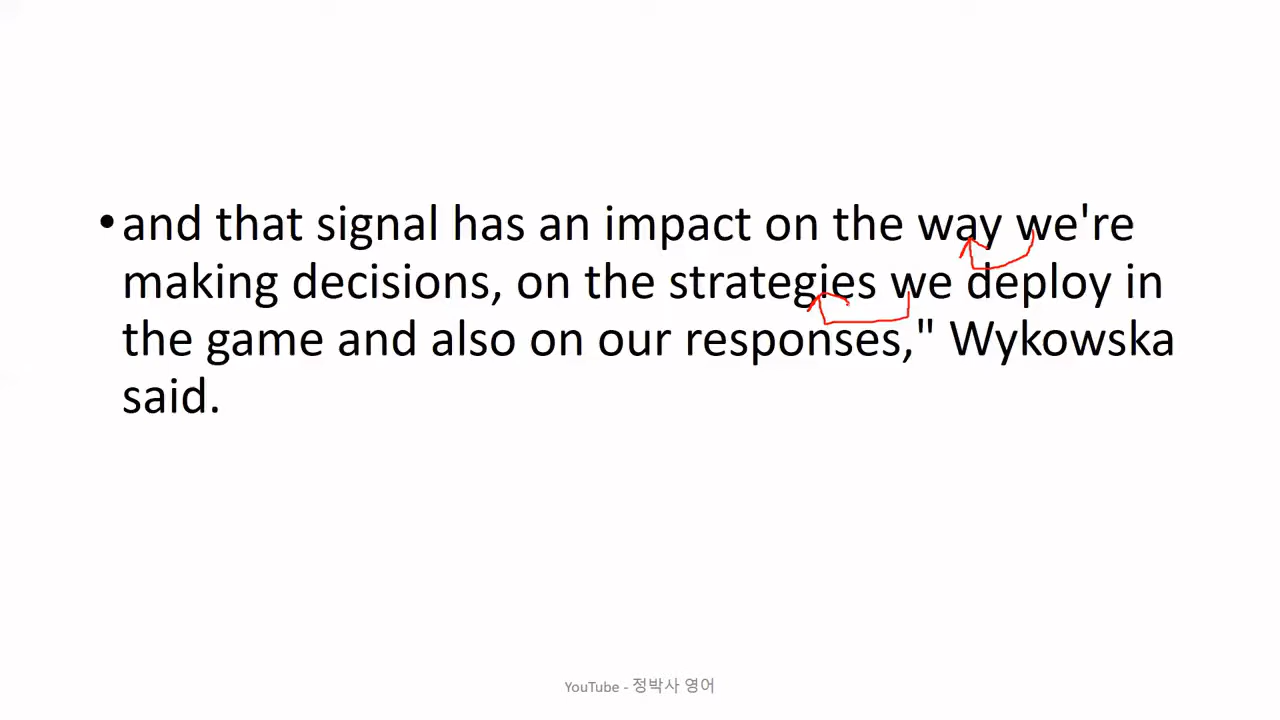 •and that signal has an impact on the way we're
making decisions, on the strategies we deploy in
the game and also on our responses," Wykowska
said.
YouTube - 정박사 영어